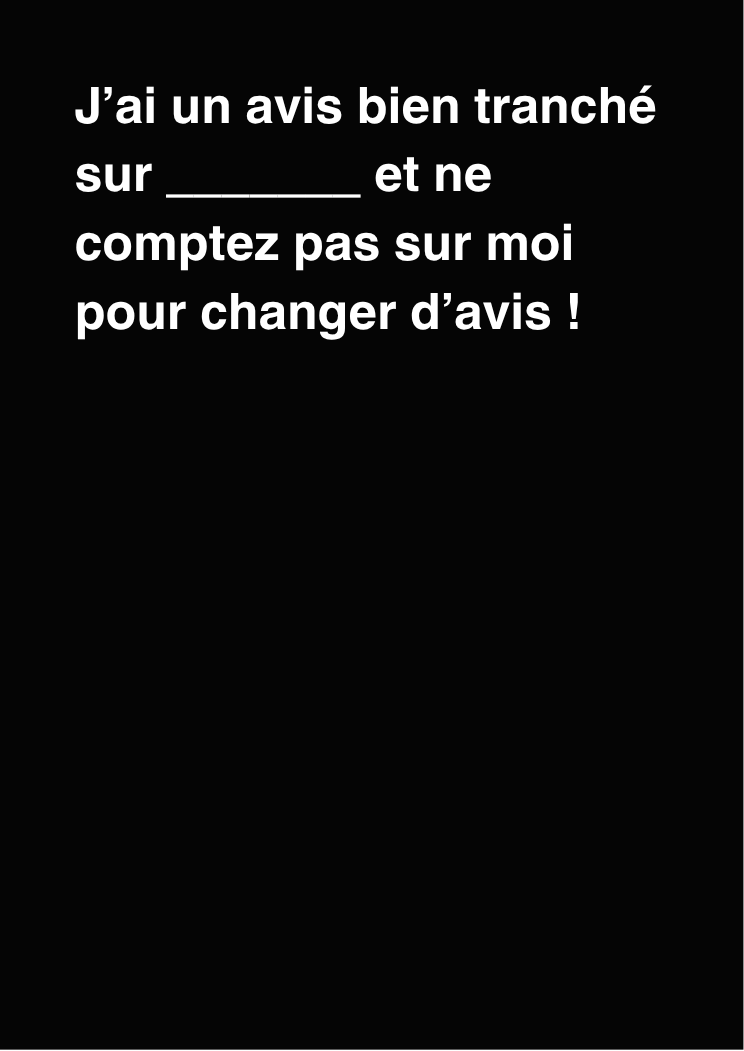 J’ai un avis bien tranché
sur _______ et ne
comptez pas sur moi
pour changer d’avis !